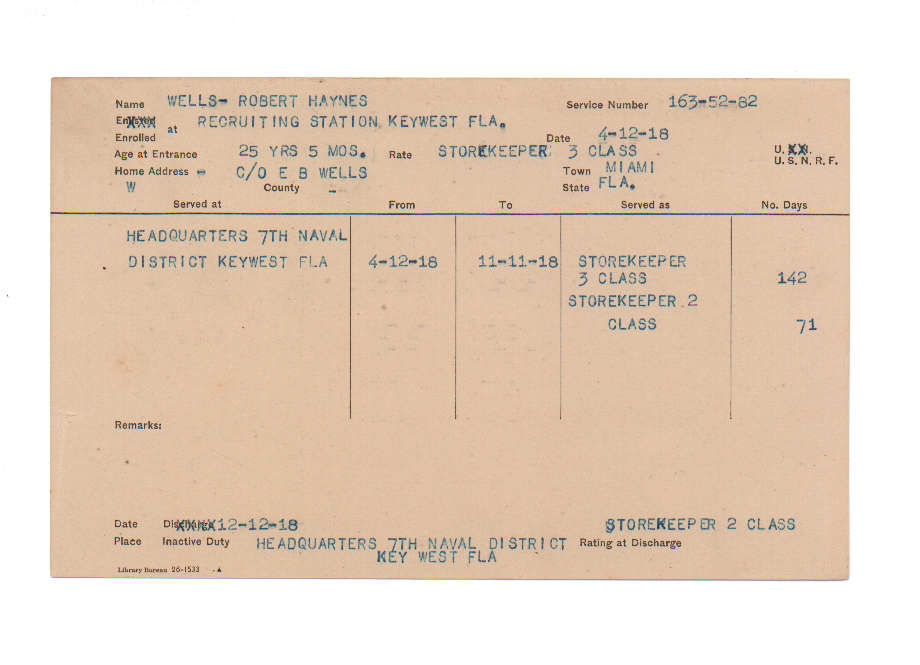 Name WELLS- ROBERT HAYNES Service Number 163-52-82
Enlisted XXX
at RECRUITING STATION KEYWEST FLA.
Enrolled Date 4-12-18
Age at Entrance 25 YRS 5 MOS. Rate STOREKEEPER 3 CLASS U. XX.
U. S. N. R. F.
Home Address - C/O E B WELLS Town MIAMI
W County - State FLA.
Served at From To Served as No. Days
HEADQUARTERS 7TH NAVAL
DISTRICT KEYWEST FLA 4-12-18 11-11-18 STOREKEEPER
3 CLASS 142
STOREKEEPER 2
CLASS 71
Remarks:
Date XXXX 12-12-18 STOREKEEPER 2 CLASS
Place Inactive Duty HEADQUARTERS 7TH NAVAL DISTRICT Rating at Discharge
KEY WEST FLA
Library Bureau 26-1533